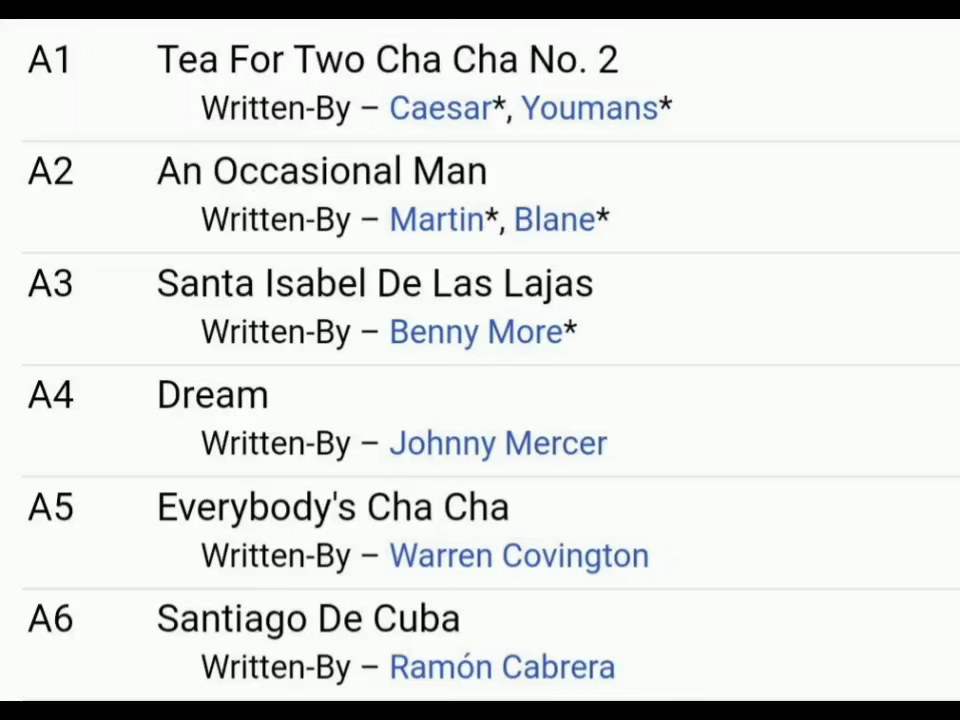 A1 Tea For Two Cha Cha No. 2
Written-By – Caesar*, Youmans*
A2 An Occasional Man
Written-By – Martin*, Blane*
A3 Santa Isabel De Las Lajas
Written-By – Benny More*
A4 Dream
Written-By – Johnny Mercer
A5 Everybody's Cha Cha
Written-By – Warren Covington
A6 Santiago De Cuba
Written-By – Ramón Cabrera